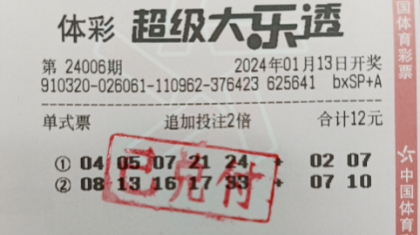 体彩 超级大乐透
第 24006期 2024年01月13日开奖
910320-026061-110962-376423 625641 bxSP+A
单式票 追加投注2倍 合计12元
① 04 05 07 21 24 + 02 07
② 08 13 16 17 33 + 07 10
已兑付
国体育彩票
中国体育